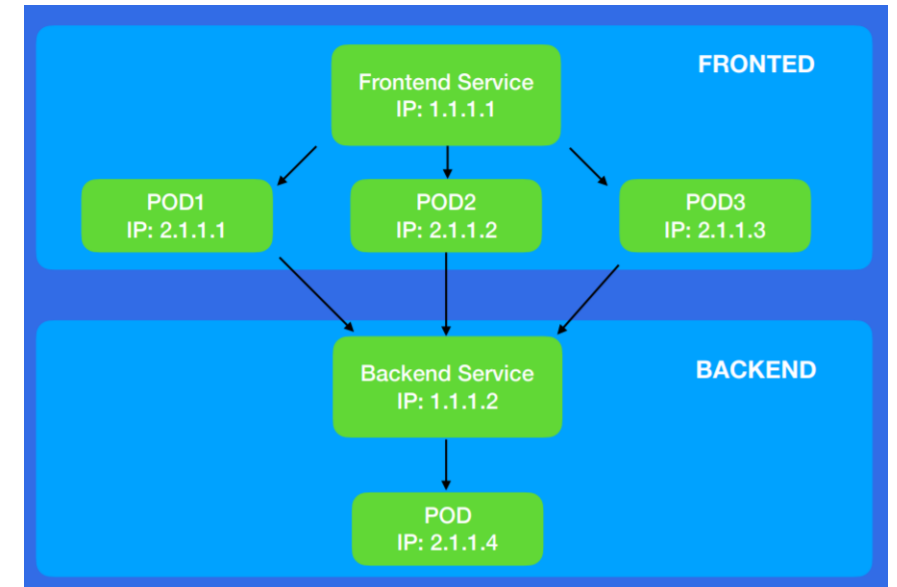 FRONTED
Frontend Service
IP: 1.1.1.1
POD1
IP: 2.1.1.1
POD2
IP: 2.1.1.2
POD3
IP: 2.1.1.3
BACKEND
Backend Service
IP: 1.1.1.2
POD
IP: 2.1.1.4